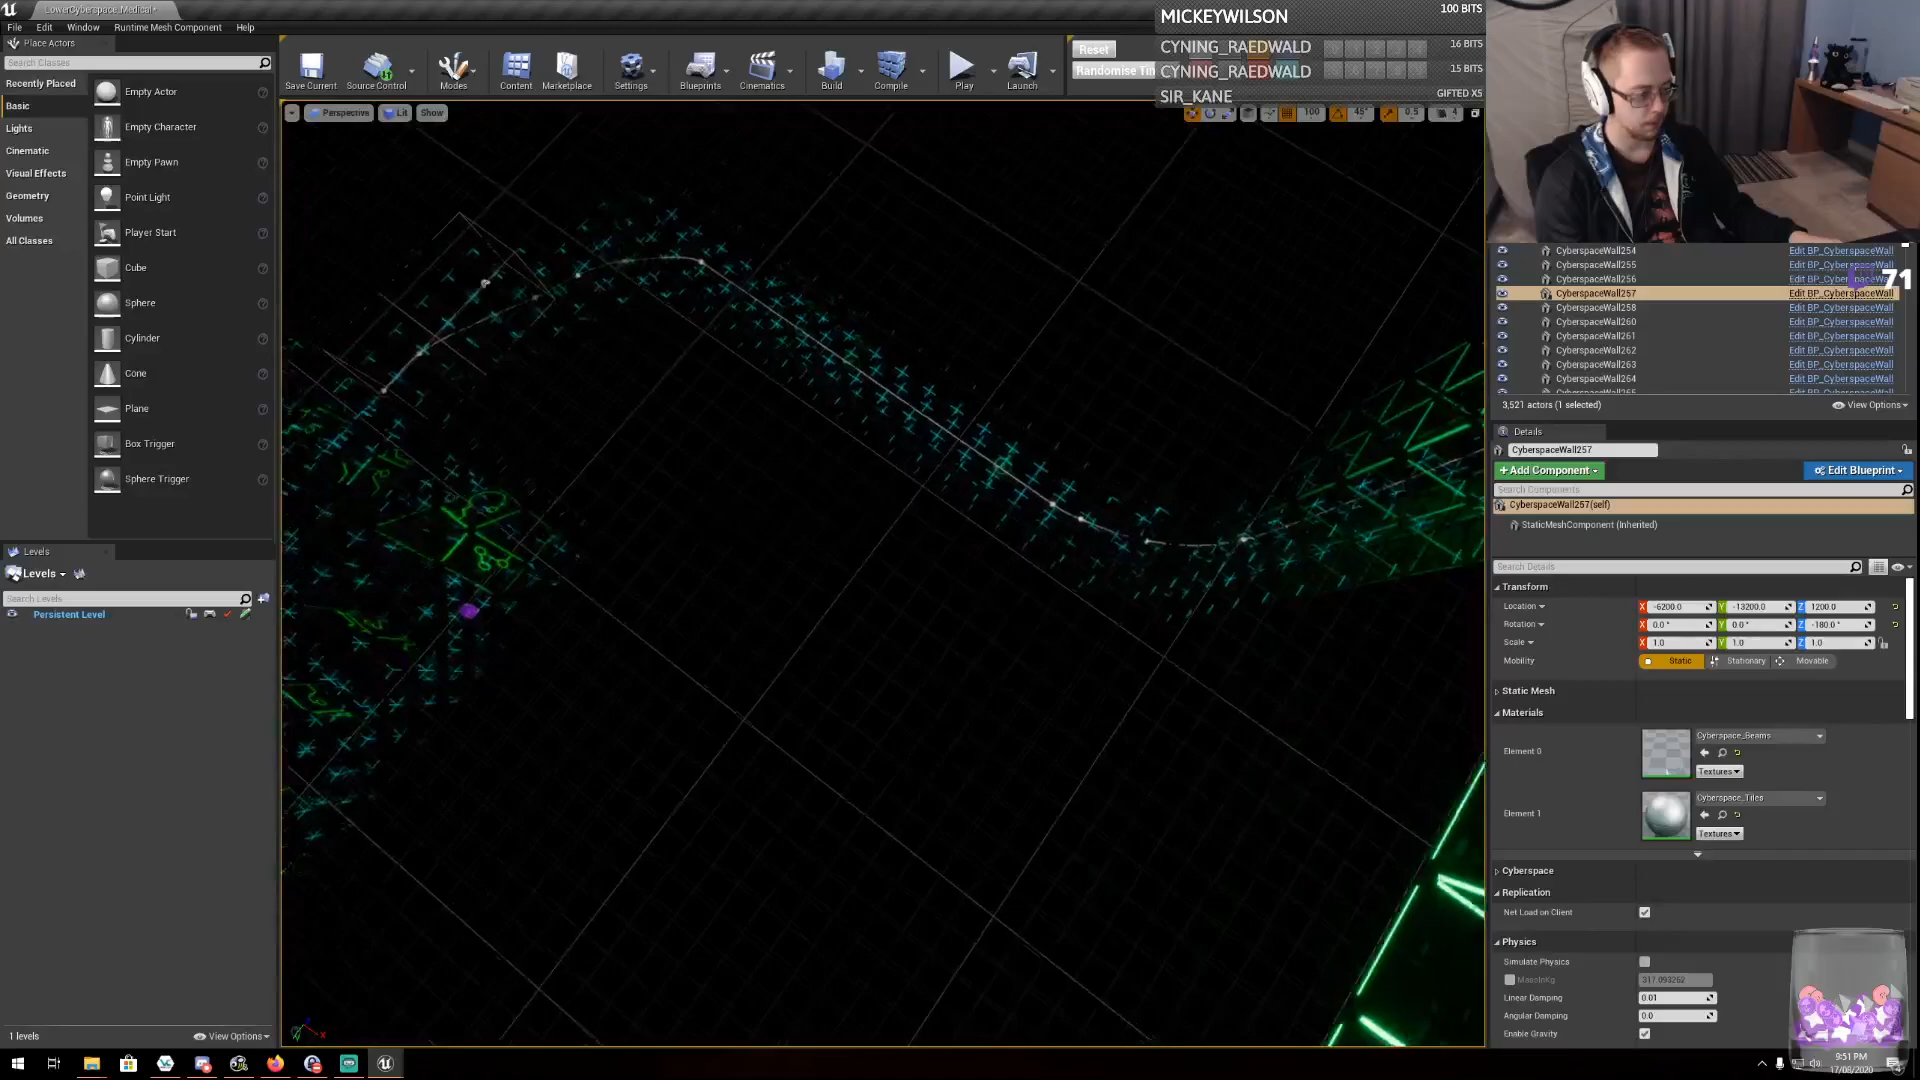 LowerCyberspace_Medical*
File Edit Window Runtime Mesh Component Help
MICKEYWILSON 100 BITS
CYNING_RAEDWALD 16 BITS
CYNING_RAEDWALD 15 BITS
SIR_KANE GIFTED X5
Place Actors
Search Classes
Recently Placed
Basic
Lights
Cinematic
Visual Effects
Geometry
Volumes
All Classes
Empty Actor
Empty Character
Empty Pawn
Point Light
Player Start
Cube
Sphere
Cylinder
Cone
Plane
Box Trigger
Sphere Trigger
Save Current Source Control Modes Content Marketplace Settings Blueprints Cinematics Build Compile Play Launch
Reset
Randomise Tin
Perspective Lit Show
100 45° 0.5 4
71
CyberspaceWall254 Edit BP_CyberspaceWall
CyberspaceWall255 Edit BP_CyberspaceWall
CyberspaceWall256 Edit BP_CyberspaceWall
CyberspaceWall257 Edit BP_CyberspaceWall
CyberspaceWall258 Edit BP_CyberspaceWall
CyberspaceWall260 Edit BP_CyberspaceWall
CyberspaceWall261 Edit BP_CyberspaceWall
CyberspaceWall262 Edit BP_CyberspaceWall
CyberspaceWall263 Edit BP_CyberspaceWall
CyberspaceWall264 Edit BP_CyberspaceWall
3,521 actors (1 selected) View Options
Details
CyberspaceWall257
+Add Component Edit Blueprint
Search Components
CyberspaceWall257(self)
StaticMeshComponent (Inherited)
Search Details
Transform
Location X -6200.0 Y -13200.0 Z 1200.0
Rotation X 0.0 ° Y 0.0 ° Z -180.0 °
Scale X 1.0 Y 1.0 Z 1.0
Mobility Static Stationary Movable
Static Mesh
Materials
Element 0 Cyberspace_Beams
Textures
Element 1 Cyberspace_Tiles
Textures
Cyberspace
Replication
Net Load on Client
Physics
Simulate Physics
MassInKg 317.093262
Linear Damping 0.01
Angular Damping 0.0
Enable Gravity
Levels
Levels
Search Levels
Persistent Level
1 levels View Options
9:51 PM
17/08/2020